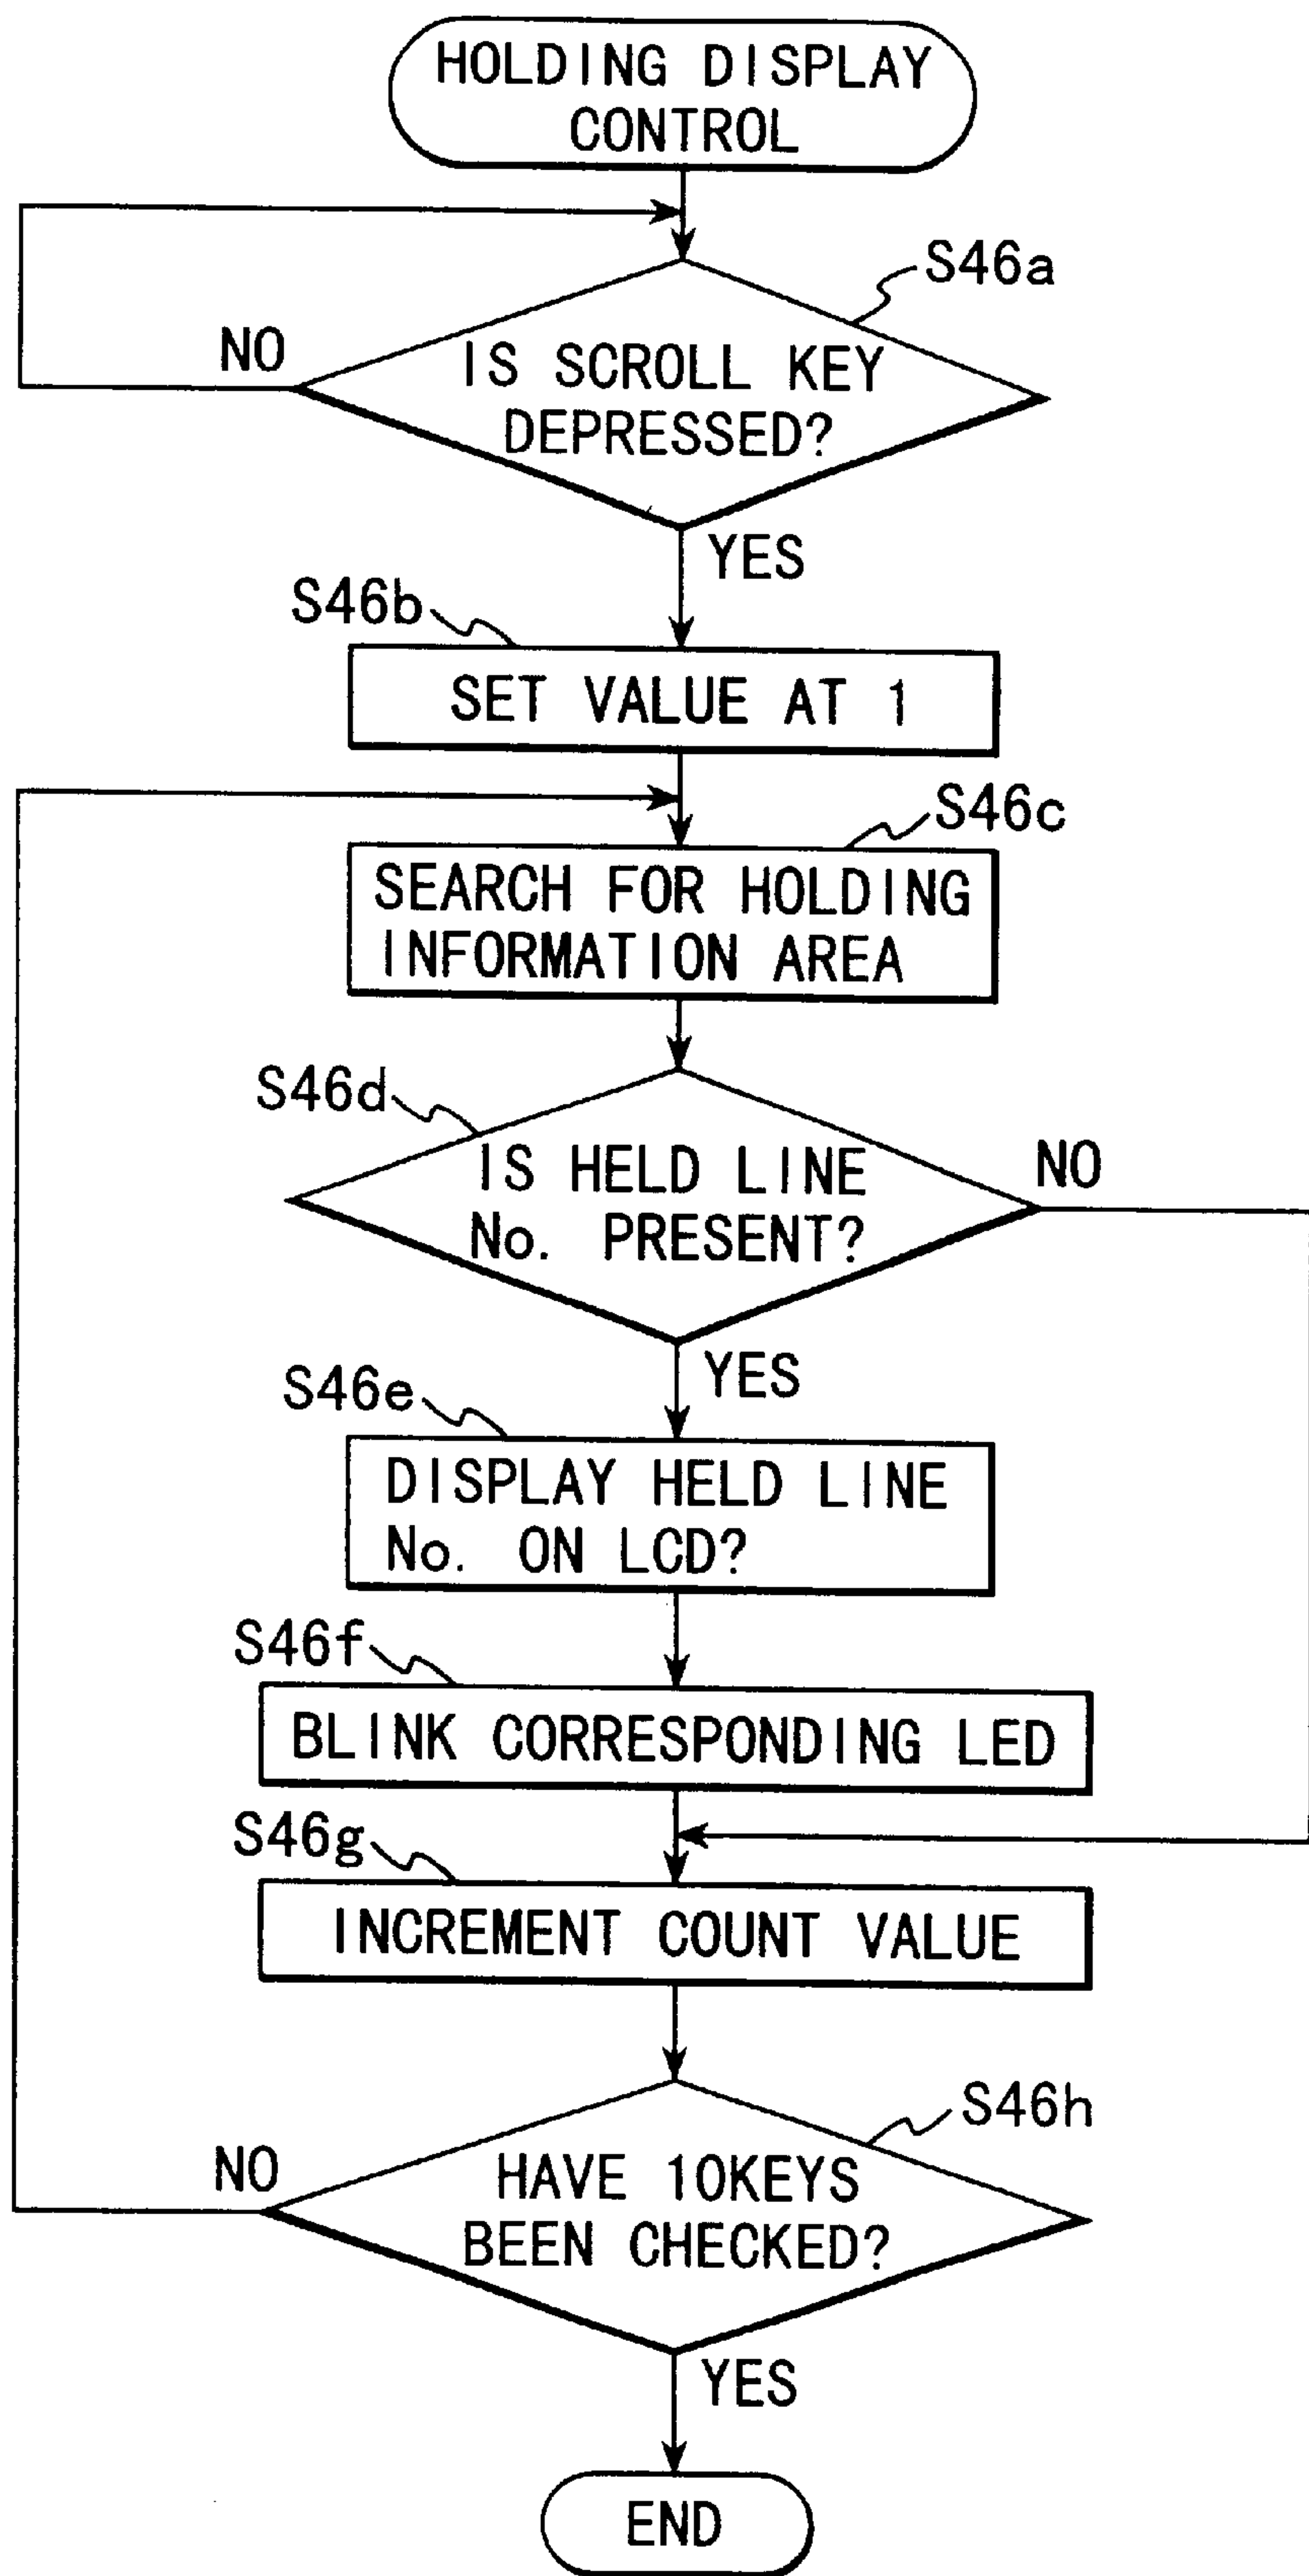 HOLDING DISPLAY
CONTROL
S46a
NO
IS SCROLL KEY
DEPRESSED?
YES
S46b
SET VALUE AT 1
S46c
SEARCH FOR HOLDING
INFORMATION AREA
S46d
IS HELD LINE
No. PRESENT?
NO
YES
S46e
DISPLAY HELD LINE
No. ON LCD?
S46f
BLINK CORRESPONDING LED
S46g
INCREMENT COUNT VALUE
S46h
NO
HAVE 10KEYS
BEEN CHECKED?
YES
END